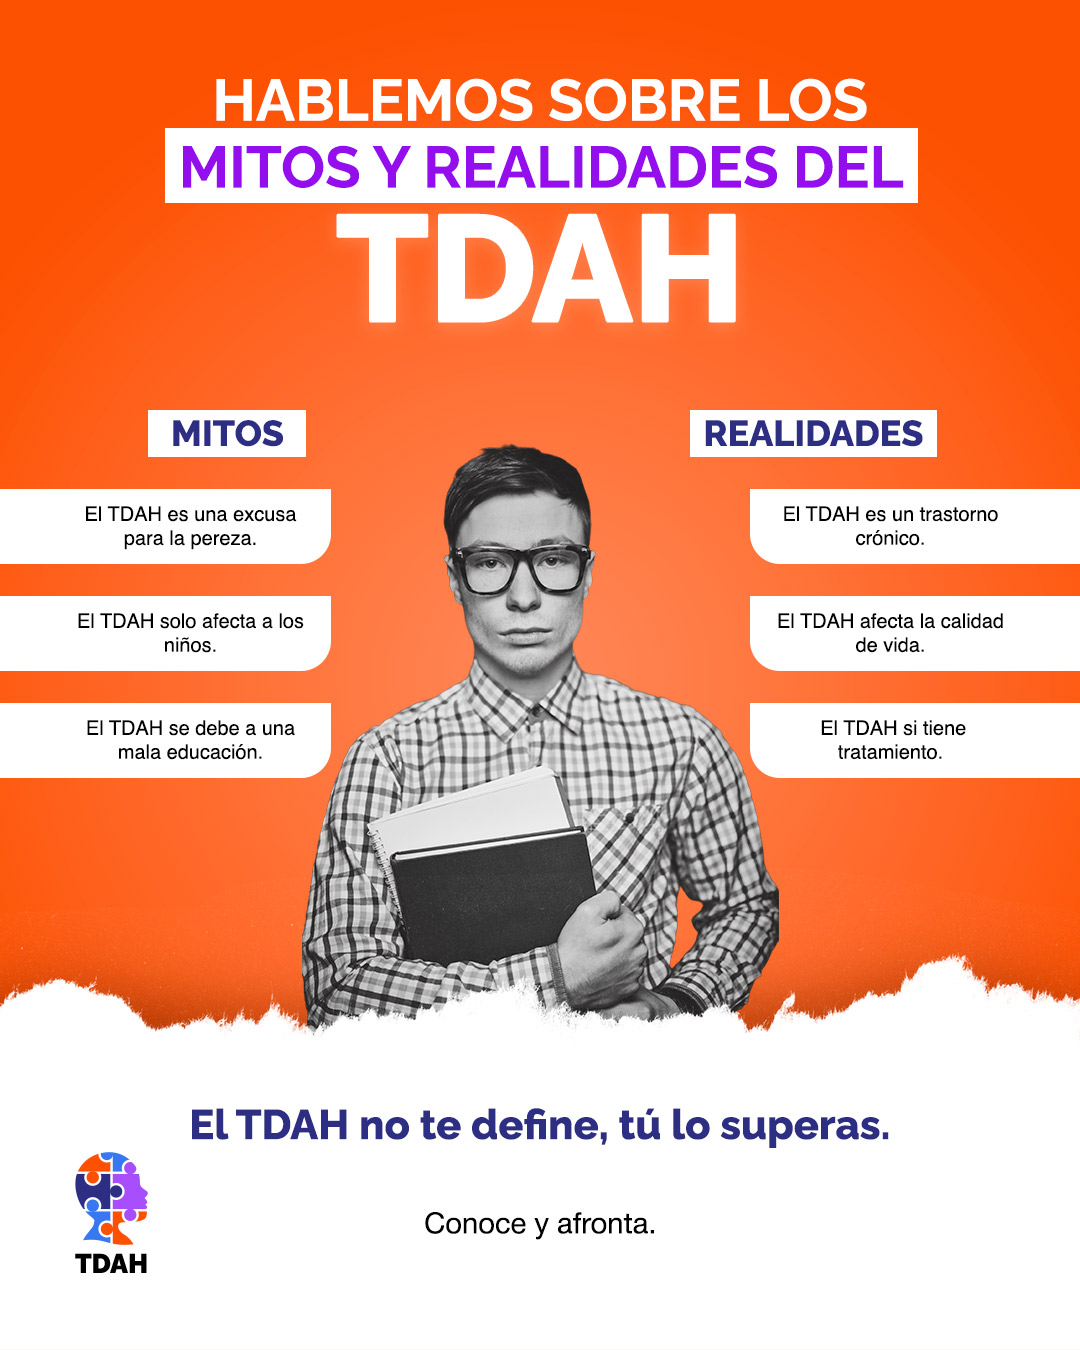 HABLEMOS SOBRE LOS
MITOS Y REALIDADES DEL
TDAH
MITOS
El TDAH es una excusa
para la pereza.
El TDAH solo afecta a los
niños.
El TDAH se debe a una
mala educación.
REALIDADES
El TDAH es un trastorno
crónico.
El TDAH afecta la calidad
de vida.
El TDAH si tiene
tratamiento.
El TDAH no te define, tú lo superas.
Conoce y afronta.
TDAH